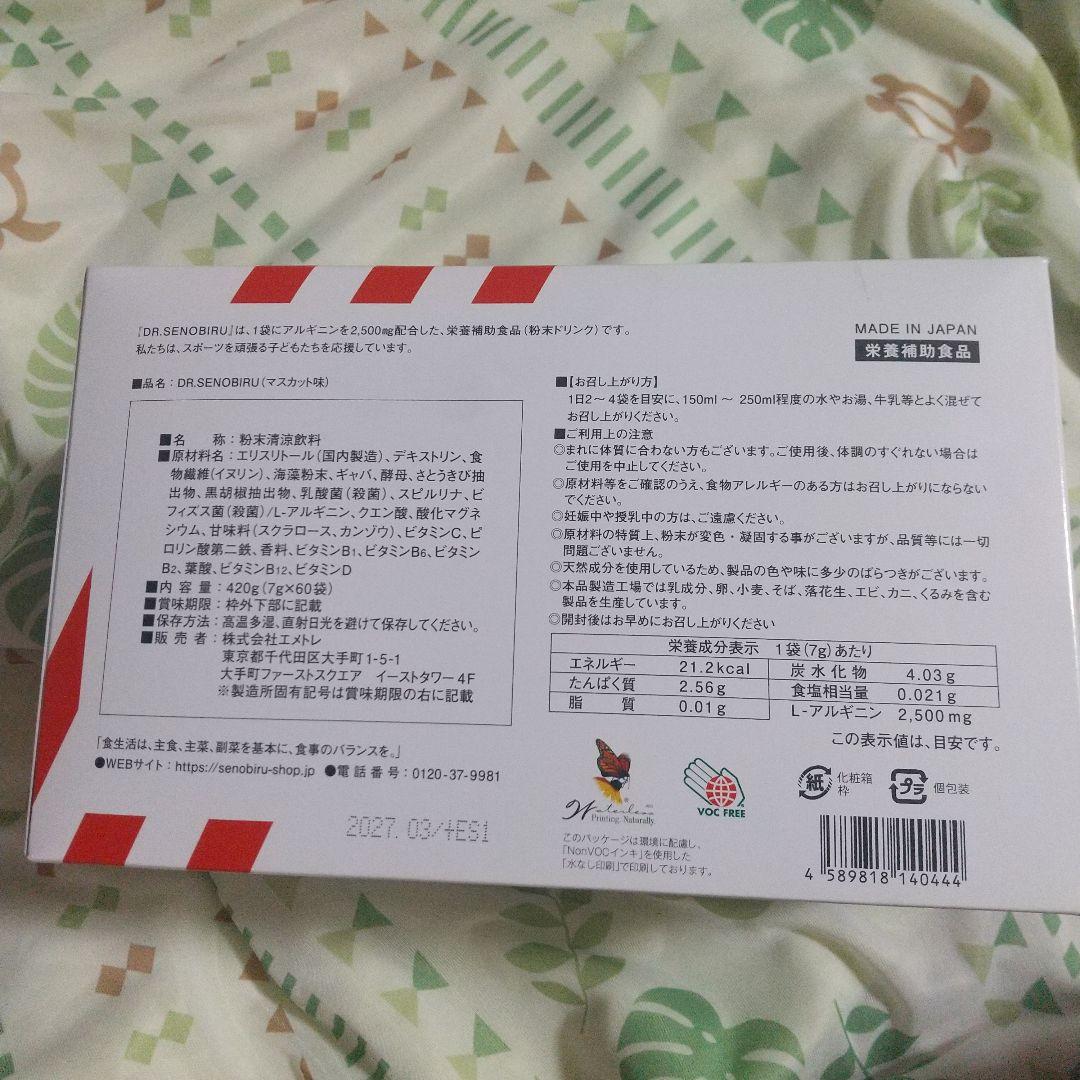 『DR.SENOBIRU』は、1袋にアルギニンを2,500㎎配合した、栄養補助食品(粉末ドリンク)です。
私たちは、スポーツを頑張る子どもたちを応援しています。
MADE IN JAPAN
栄養補助食品
■品名:DR.SENOBIRU(マスカット味)
■名 称:粉末清涼飲料
■原材料名:エリスリトール(国内製造)、デキストリン、食
物繊維(イヌリン)、海藻粉末、ギャバ、酵母、さとうきび抽
出物、黒胡椒抽出物、乳酸菌(殺菌)、スピルリナ、ビ
フィズス菌(殺菌)/L-アルギニン、クエン酸、酸化マグネ
シウム、甘味料(スクラロース、カンゾウ)、ビタミンC、ピ
ロリン酸第二鉄、香料、ビタミンB1、ビタミンB6、ビタミン
B2、葉酸、ビタミンB12、ビタミンD
■内 容 量:420g(7g×60袋)
■賞味期限:枠外下部に記載
■保存方法:高温多湿、直射日光を避けて保存してください。
■販 売 者:株式会社エメトレ
東京都千代田区大手町1-5-1
大手町ファーストスクエア イーストタワー4F
※製造所固有記号は賞味期限の右に記載
「食生活は、主食、主菜、副菜を基本に、食事のバランスを。」
●WEBサイト:https://senobiru-shop.jp ●電話番号:0120-37-9981
2027.03/+ES1
■【お召し上がり方】
1日2～4袋を目安に、150ml～250ml程度の水やお湯、牛乳等とよく混ぜて
お召し上がりください。
■ご利用上の注意
◎まれに体質に合わない方もございます。ご使用後、体調のすぐれない場合は
ご使用を中止してください。
◎原材料等をご確認のうえ、食物アレルギーのある方はお召し上がりにならない
でください。
◎妊娠中や授乳中の方は、ご遠慮ください。
◎原材料の特質上、粉末が変色・凝固する事がございますが、品質等には一切
問題ございません。
◎天然成分を使用しているため、製品の色や味に多少のばらつきがございます。
◎本品製造工場では乳成分、卵、小麦、そば、落花生、エビ、カニ、くるみを含む
製品を生産しています。
◎開封後はお早めにお召し上がりください
栄養成分表示 1袋(7g)あたり
エネルギー 21.2kcal 炭水化物 4.03g
たんぱく質 2.56g 食塩相当量 0.021g
脂 質 0.01g L-アルギニン 2,500mg
この表示値は、目安です。
Waterless
Printing. Naturally.
VOC FREE
紙 化粧箱
枠
プラ 個包装
このパッケージは環境に配慮し、
「NonVOCインキ」を使用した
「水なし印刷」で印刷しております。
4 589818 140444